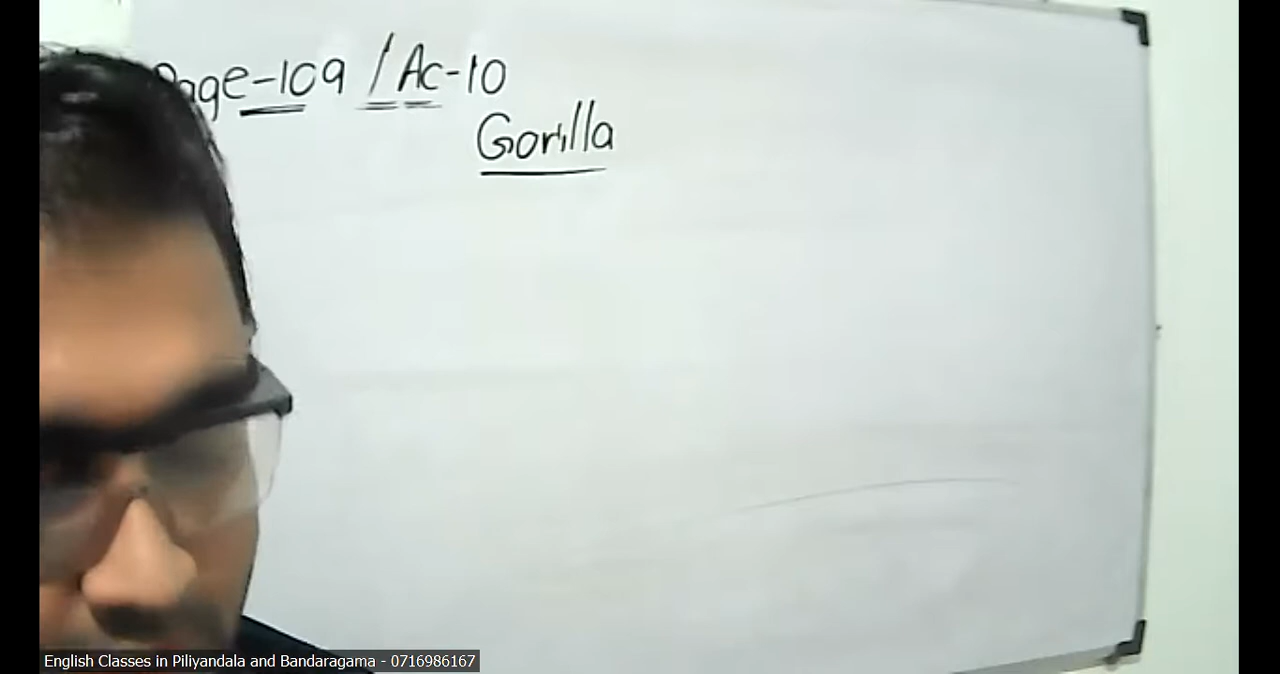 Page-109 / Ac-10
Gorilla
English Classes in Piliyandala and Bandaragama - 0716986167